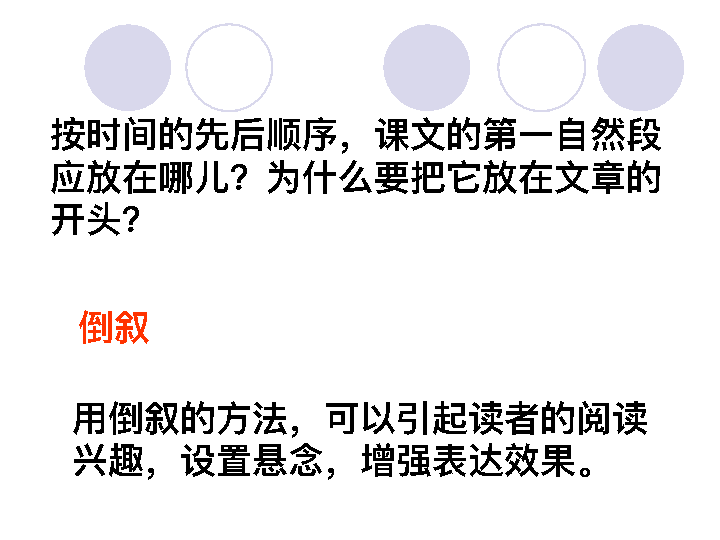 按时间的先后顺序，课文的第一自然段
应放在哪儿？为什么要把它放在文章的
开头？
倒叙
用倒叙的方法，可以引起读者的阅读
兴趣，设置悬念，增强表达效果。